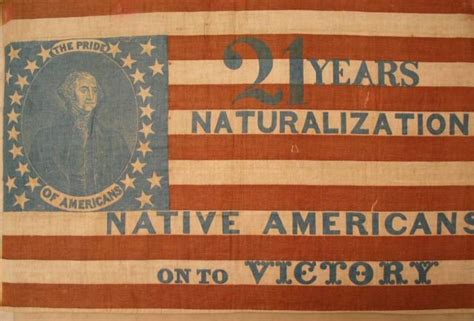 THE PRIDE
OF AMERICANS.
21 YEARS
NATURALIZATION
NATIVE AMERICANS
ON TO VICTORY